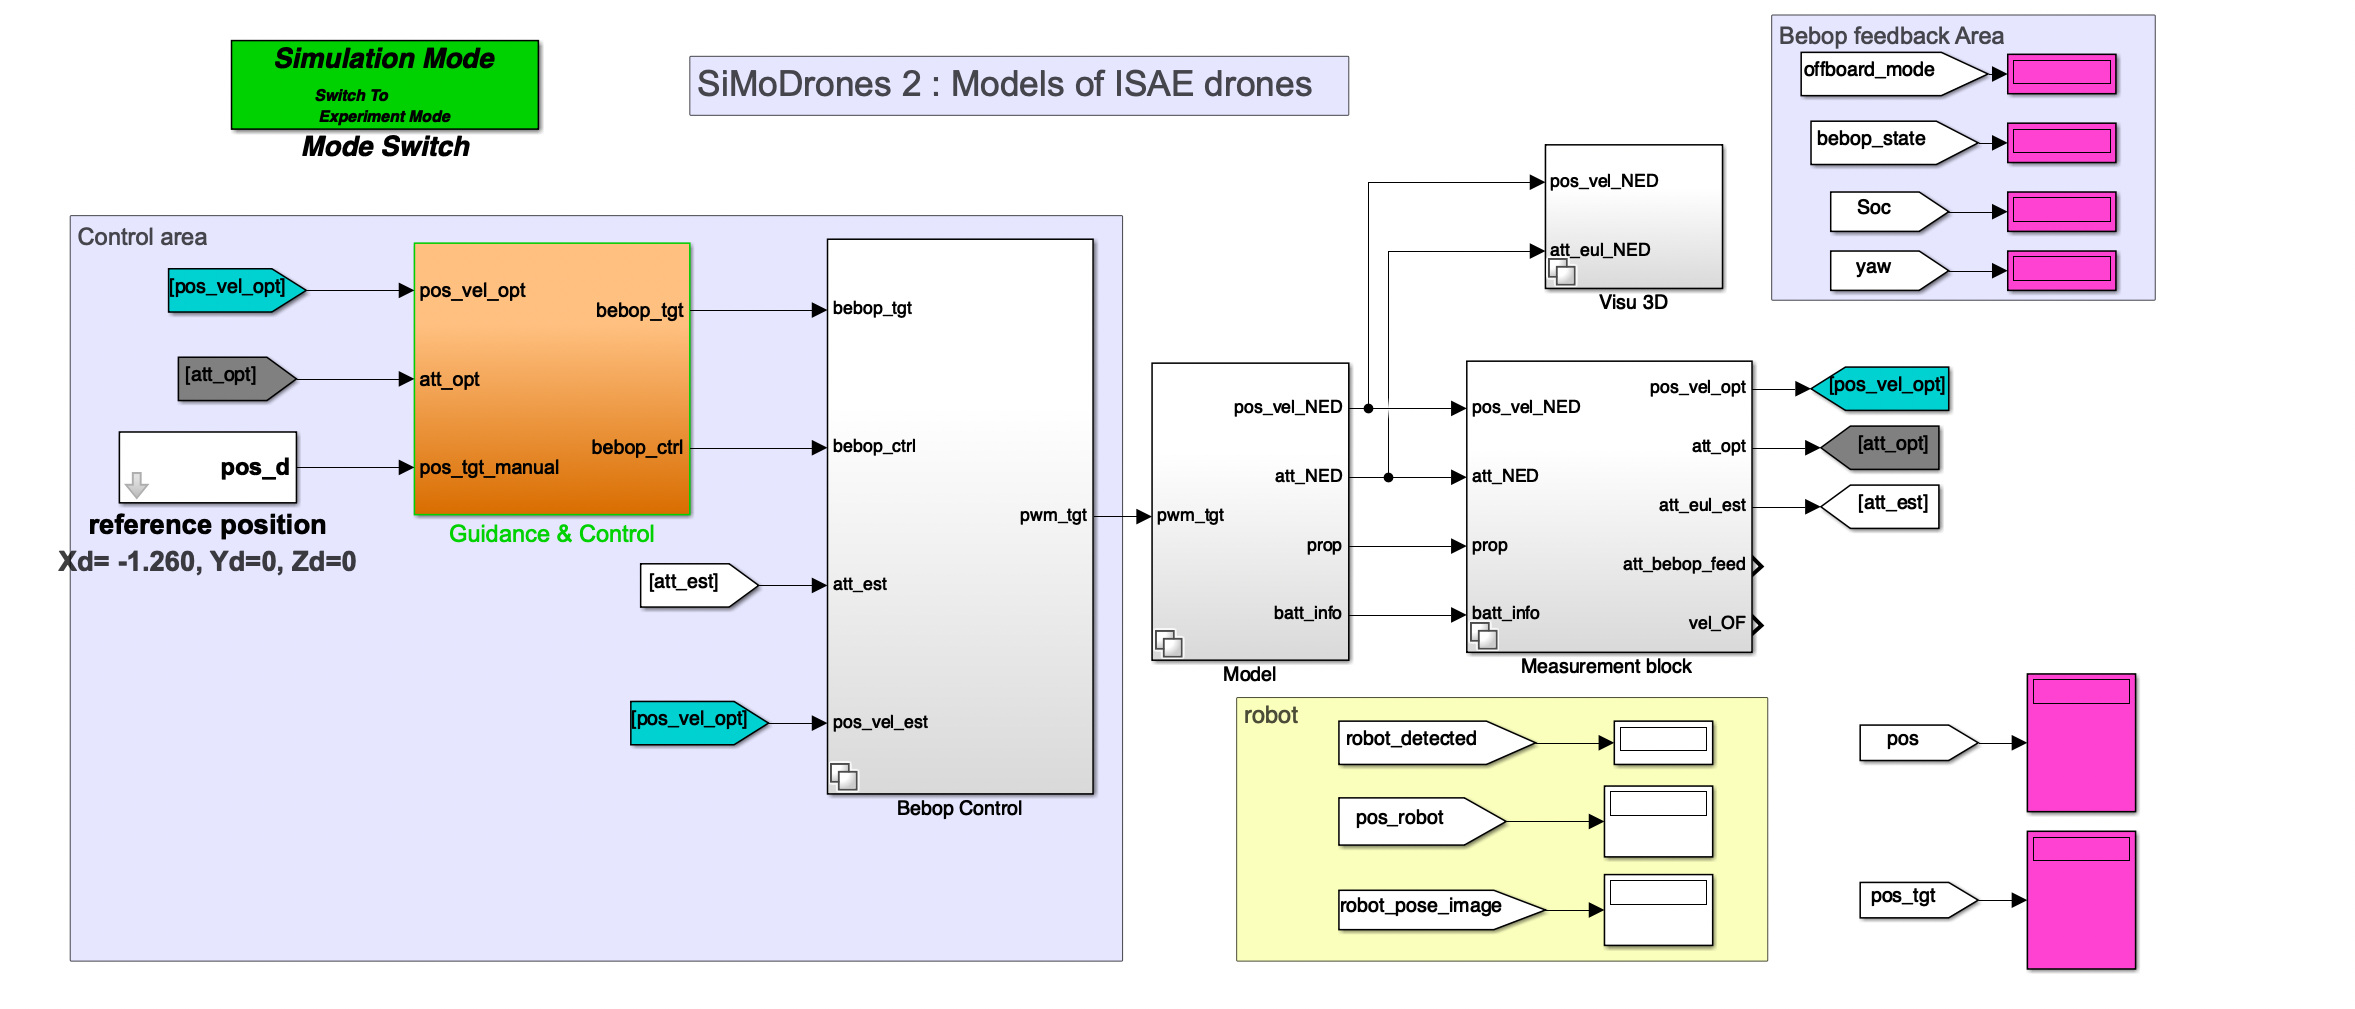 Simulation Mode
Switch To
Experiment Mode
Mode Switch
SiMoDrones 2 : Models of ISAE drones
Bebop feedback Area
offboard_mode
bebop_state
Soc
yaw
Control area
[pos_vel_opt]
[att_opt]
pos_d
reference position
Xd= -1.260, Yd=0, Zd=0
pos_vel_opt
att_opt
pos_tgt_manual
bebop_tgt
bebop_ctrl
Guidance & Control
[att_est]
[pos_vel_opt]
bebop_tgt
bebop_ctrl
att_est
pos_vel_est
pwm_tgt
Bebop Control
pwm_tgt
pos_vel_NED
att_NED
prop
batt_info
Model
pos_vel_NED
att_eul_NED
Visu 3D
pos_vel_NED
att_NED
prop
batt_info
pos_vel_opt
att_opt
att_eul_est
att_bebop_feed
vel_OF
Measurement block
[pos_vel_opt]
[att_opt]
[att_est]
robot
robot_detected
pos_robot
robot_pose_image
pos
pos_tgt